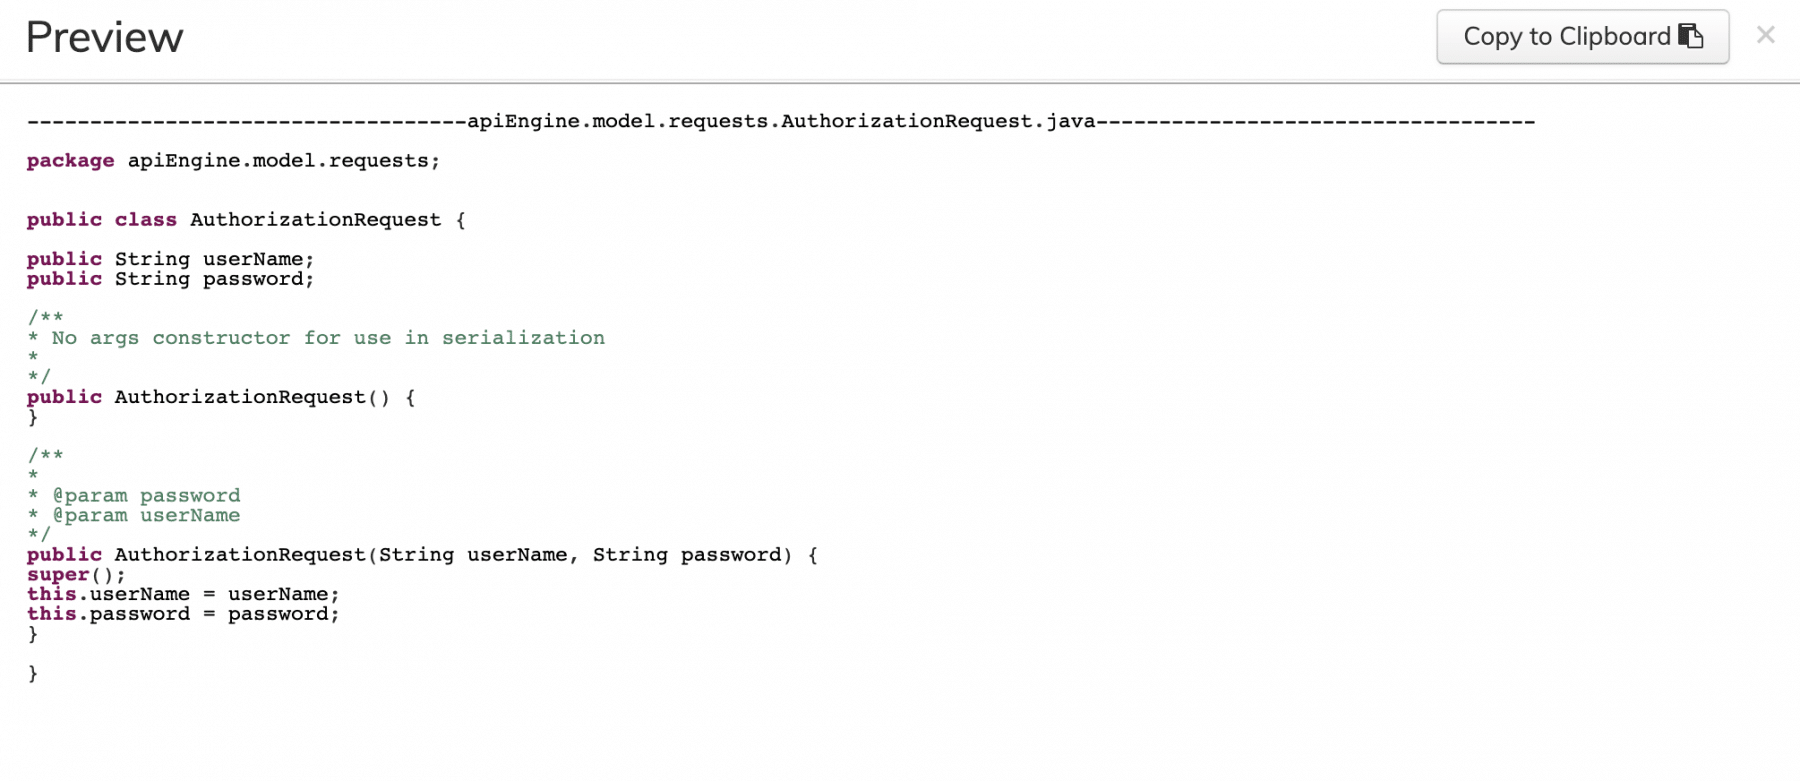 Preview
Copy to Clipboard
-----------------------------------apiEngine.model.requests.AuthorizationRequest.java-----------------------------------
package apiEngine.model.requests;
public class AuthorizationRequest {
public String userName;
public String password;
/**
* No args constructor for use in serialization
*
*/
public AuthorizationRequest() {
}
/**
*
* @param password
* @param userName
*/
public AuthorizationRequest(String userName, String password) {
super();
this.userName = userName;
this.password = password;
}
}